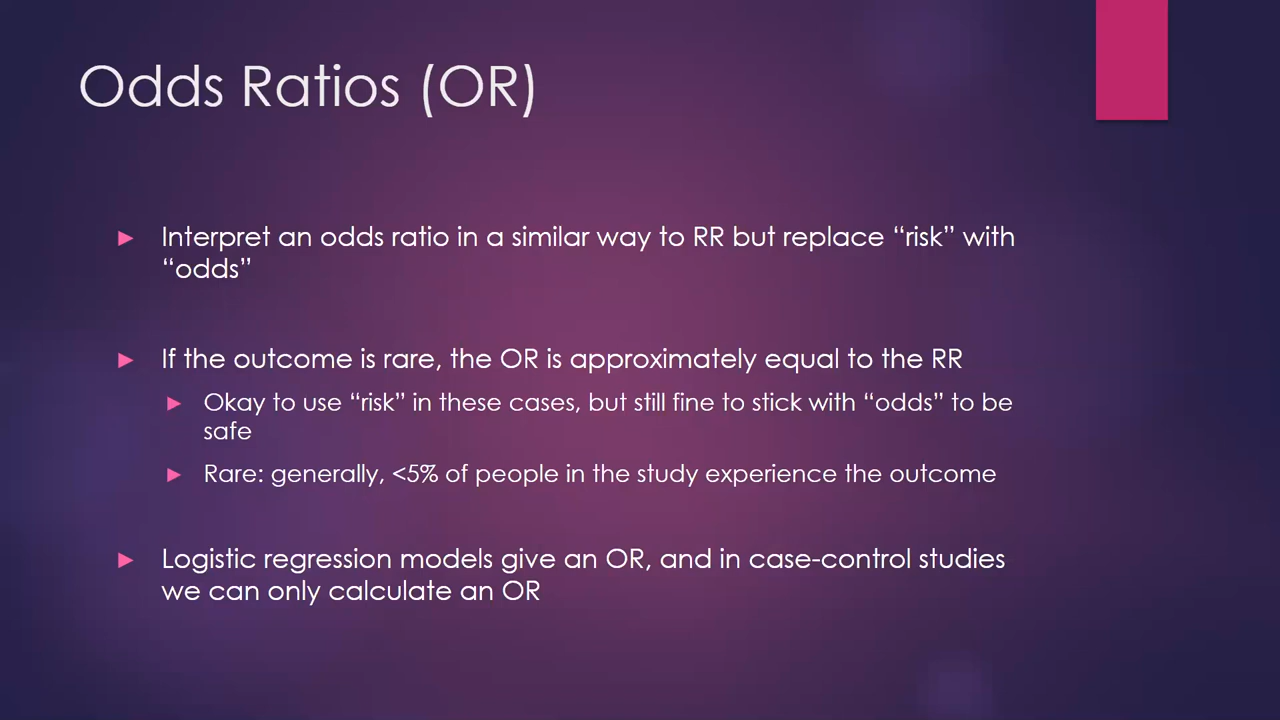 Odds Ratios (OR)
Interpret an odds ratio in a similar way to RR but replace “risk” with
“odds”
If the outcome is rare, the OR is approximately equal to the RR
Okay to use “risk” in these cases, but still fine to stick with “odds” to be
safe
Rare: generally, <5% of people in the study experience the outcome
Logistic regression models give an OR, and in case-control studies
we can only calculate an OR